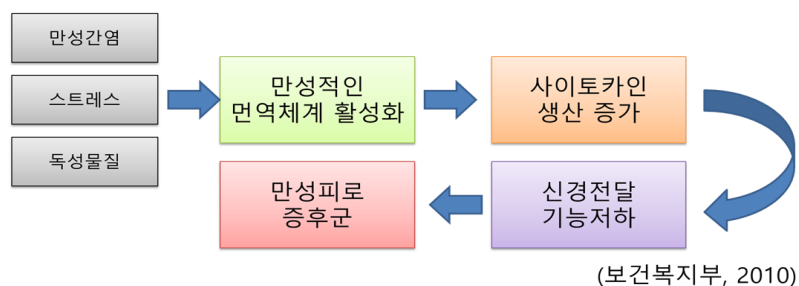 만성간염
스트레스
독성물질
만성적인
면역체계 활성화
사이토카인
생산 증가
신경전달
기능저하
만성피로
증후군
(보건복지부, 2010)